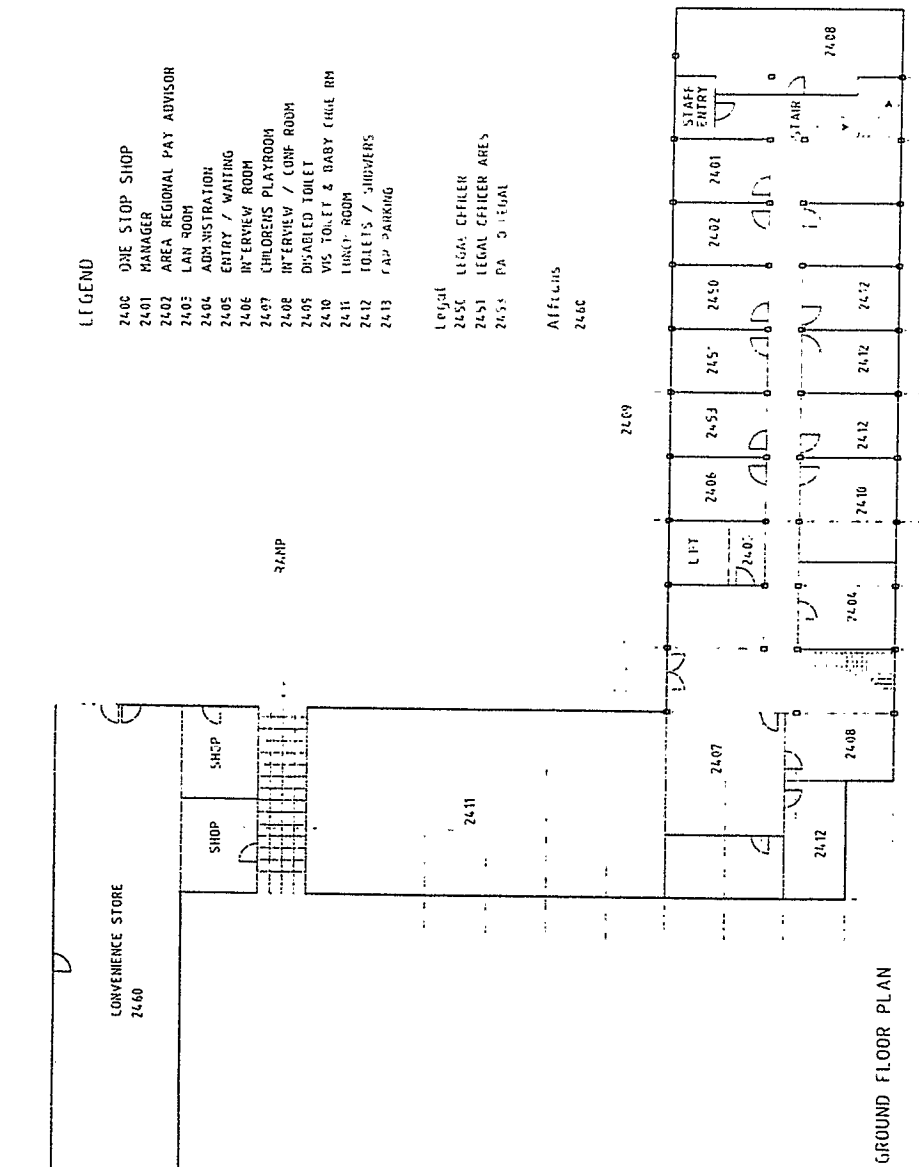 LEGEND
2400 ONE STOP SHOP
2401 MANAGER
2402 AREA REGIONAL PAY ADVISOR
2403 LAN ROOM
2404 ADMINISTRATION
2405 ENTRY / WAITING
2406 INTERVIEW ROOM
2407 CHILDRENS PLAYROOM
2408 INTERVIEW / CONF ROOM
2409 DISABLED TOILET
2410 VIS TOILET & BABY CHGE RM
2411 LUNCH ROOM
2412 TOILETS / SHOWERS
2413 CAR PARKING
Legal
2450 LEGAL OFFICER
2451 LEGAL OFFICER ARES
2453
2460
RAMP
2409
2408
STAFF ENTRY
STAIR
2401
2402
2450
2412
2412
2453
2412
2406
2410
LIFT
2404
2408
2407
2412
2411
SHOP
SHOP
CONVENIENCE STORE
2460
GROUND FLOOR PLAN